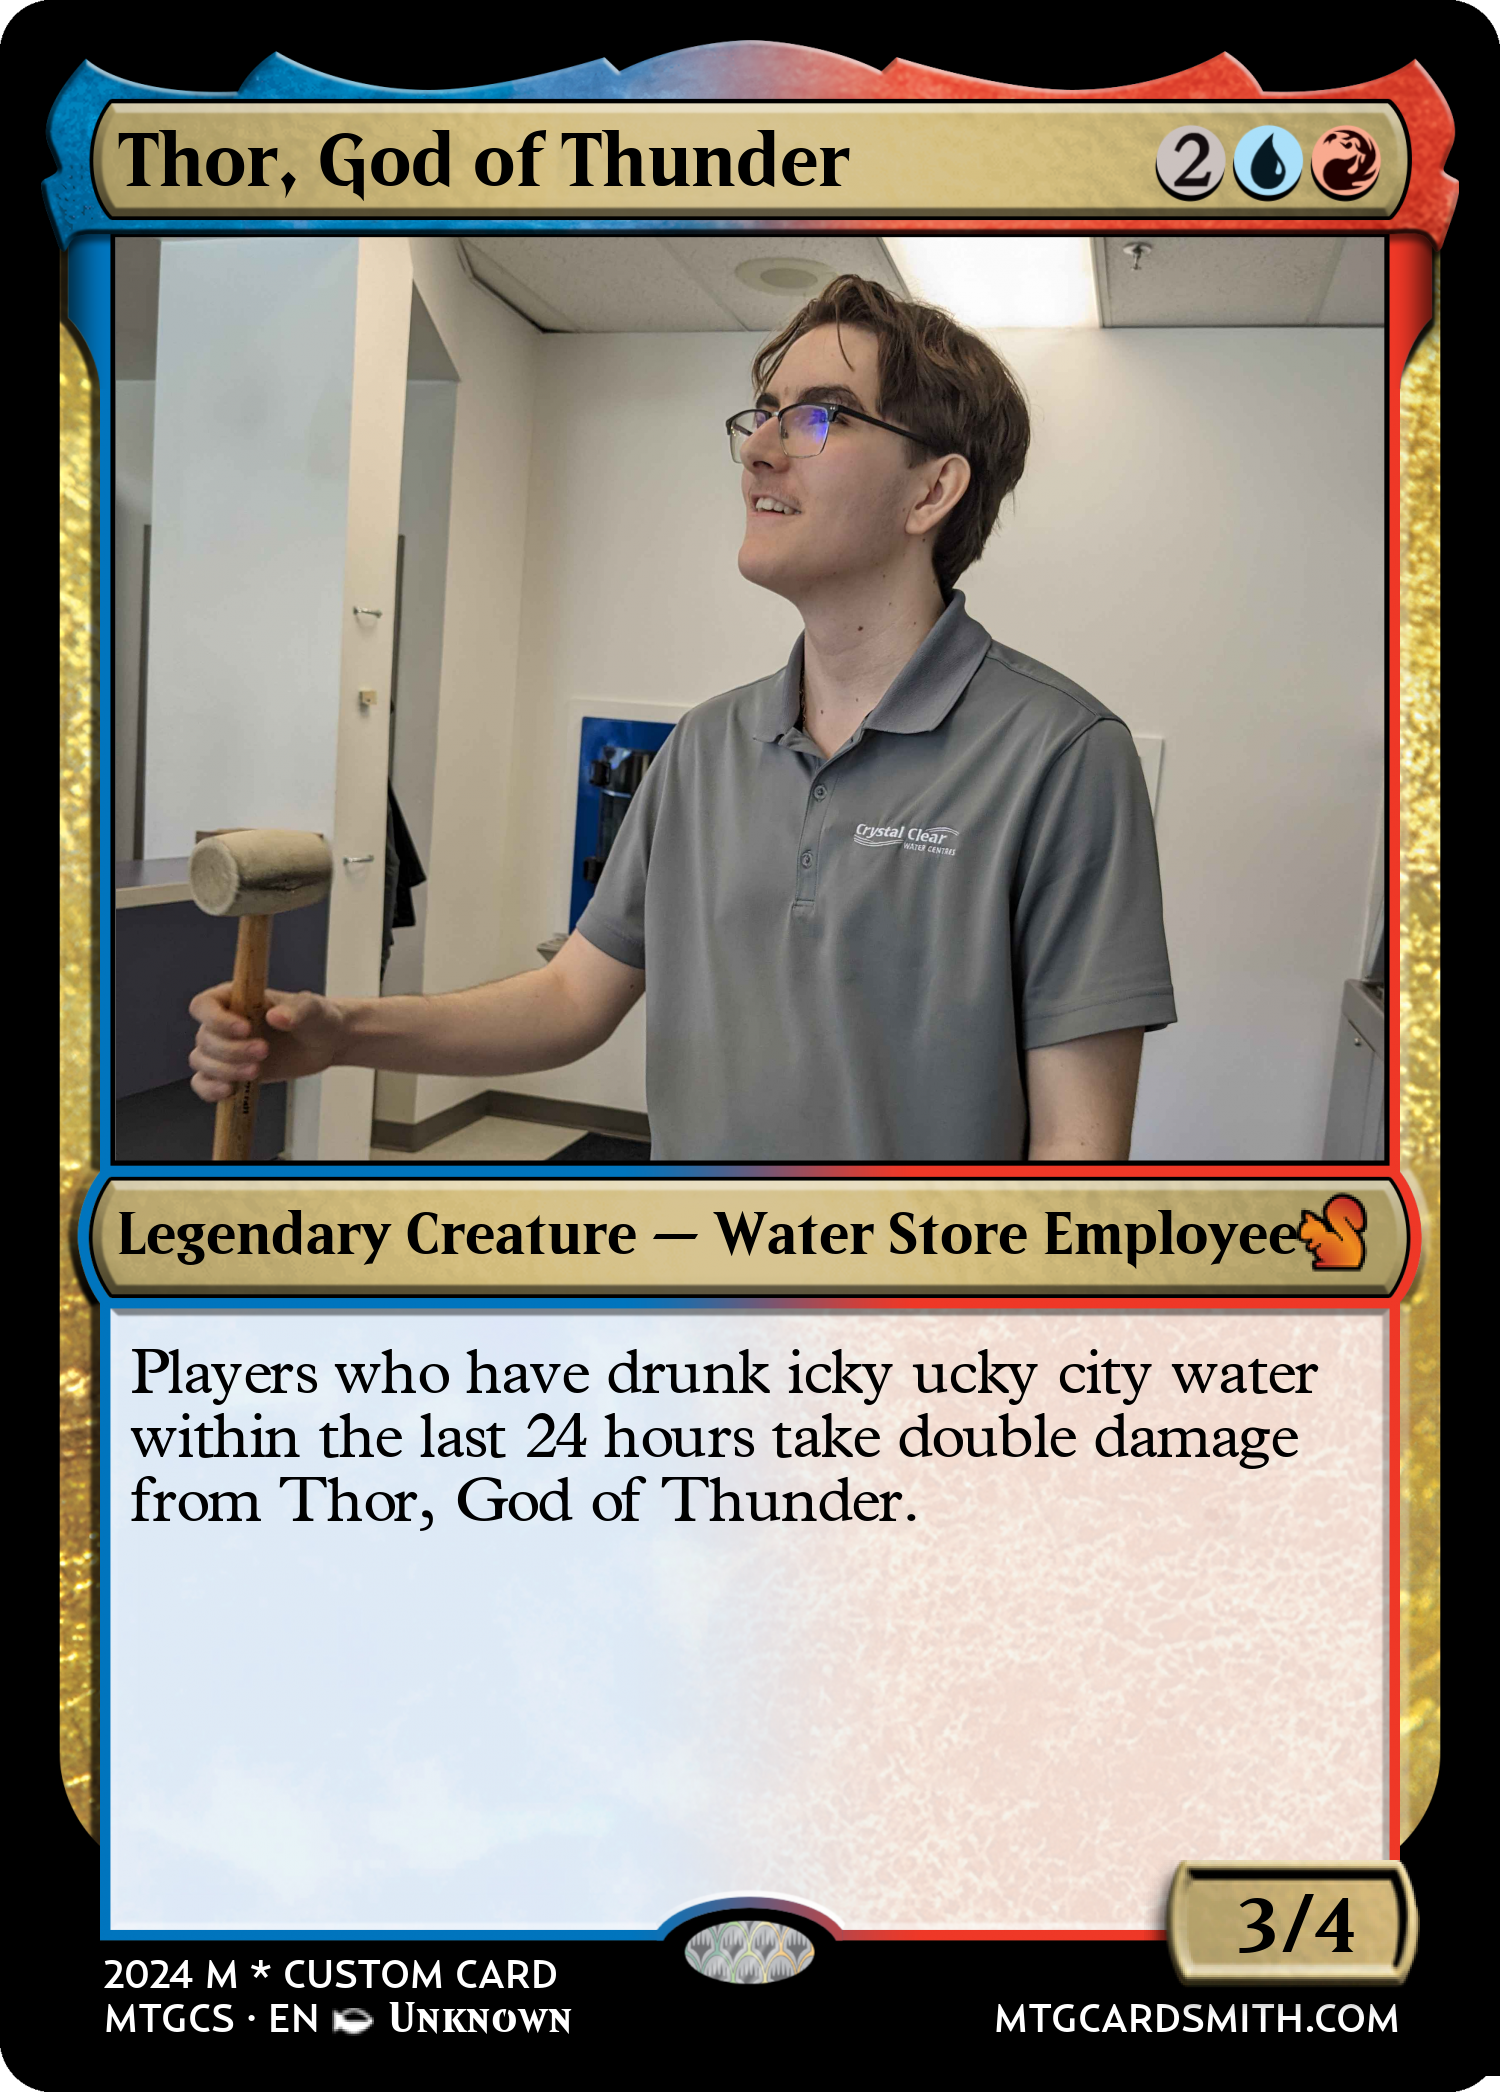 Thor, God of Thunder 2
Crystal Clear
WATER CENTRES
Legendary Creature — Water Store Employee
Players who have drunk icky ucky city water
within the last 24 hours take double damage
from Thor, God of Thunder.
3/4
2024 M * CUSTOM CARD
MTGCS · EN UNKNOWN
MTGCARDSMITH.COM